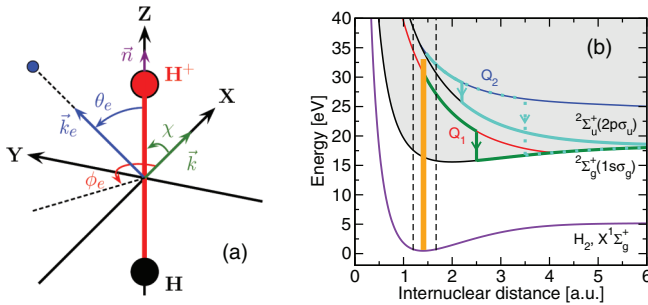 Z
n⃗
H⁺
θₑ
X
k⃗ₑ
χ
k⃗
Y
ϕₑ
(a)
H
40
35
30
25
20
15
10
5
0
Energy [eV]
(b)
Q₂
²Σᵤ⁺(2pσᵤ)
Q₁
²Σg⁺(1sσg)
H₂, X¹Σg⁺
0 1 2 3 4 5 6
Internuclear distance [a.u.]